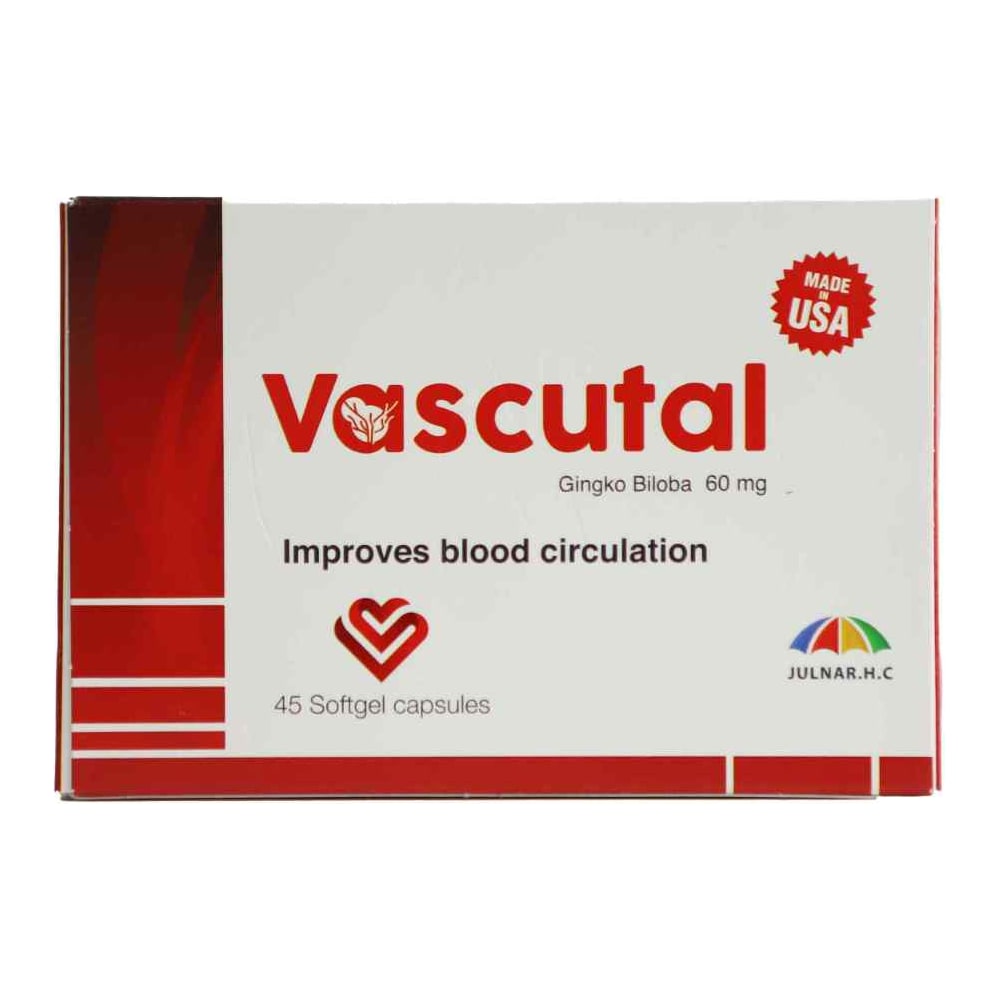 MADE
in
USA
Vascutal
Gingko Biloba 60 mg
Improves blood circulation
JULNAR.H.C
45 Softgel capsules